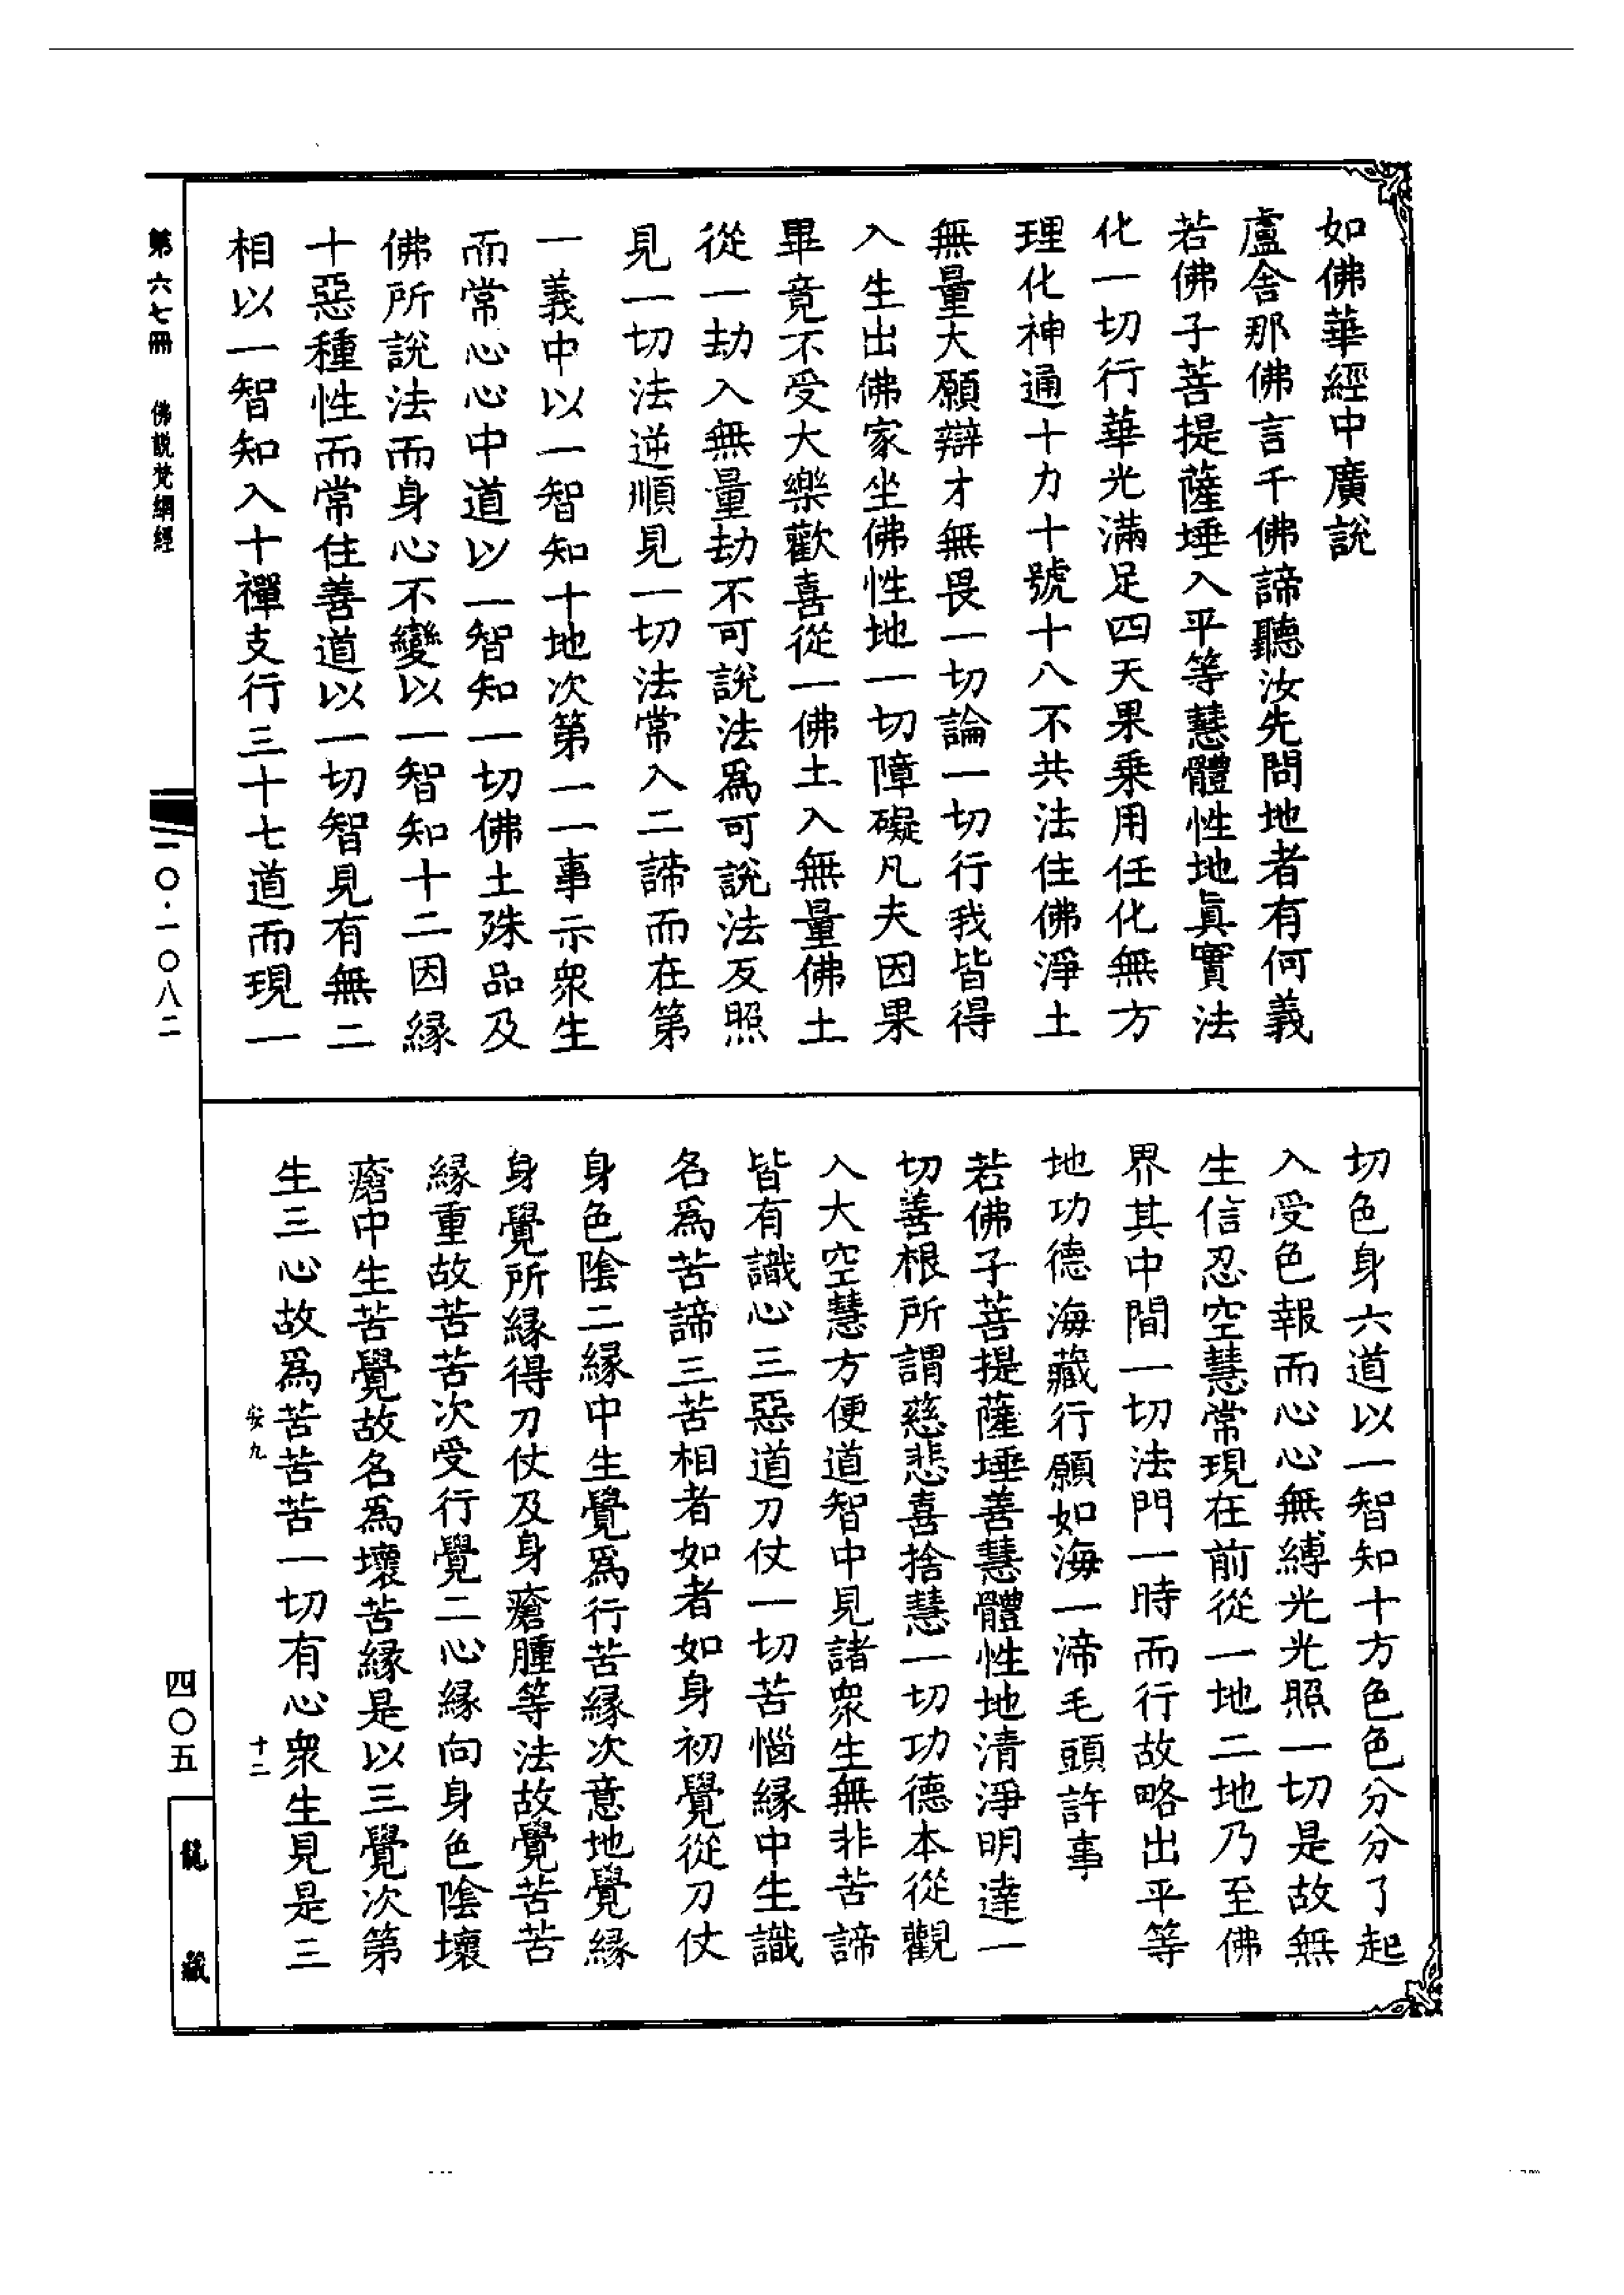 如佛華經中廣說
盧舍那佛言千佛諦聽汝先問地者有何義
若佛子菩提薩埵入平等慧體性地眞實法
化一切行華光滿足四天果乘用任化無方
理化神通十力十號十八不共法住佛淨土
無量大願辯才無畏一切論一切行我皆得
入生出佛家坐佛性地一切障礙凡夫因果
畢竟不受大樂歡喜從一佛土入無量佛土
從一劫入無量劫不可說法爲可說法反照
見一切法逆順見一切法常入二諦而在第
一義中以一智知十地次第一一事示衆生
而常心心中道以一智知一切佛土殊品及
佛所說法而身心不變以一智知十二因緣
十惡種性而常住善道以一切智見有無二
相以一智知入十禪支行三十七道而現一
切色身六道以一智知十方色色分分了起
入受色報而心心無縛光光照一切是故無
生信忍空慧常現在前從一地二地乃至佛
界其中間一切法門一時而行故略出平等
地功德海藏行願如海一渧毛頭許事
若佛子菩提薩埵善慧體性地清淨明達一
切善根所謂慈悲喜捨慧一切功德本從觀
入大空慧方便道智中見諸衆生無非苦諦
皆有識心三惡道刀仗一切苦惱緣中生識
名爲苦諦三苦相者如者如身初覺從刀仗
身色陰二緣中生覺爲行苦緣次意地覺緣
身覺所緣得刀仗及身瘡腫等法故覺苦苦
緣重故苦苦次受行覺二心緣向身色陰壞
瘡中生苦覺故名爲壞苦緣是以三覺次第
生三心故爲苦苦苦一切有心衆生見是三
安九
十二
第六七冊 佛說梵網經
一〇·一〇八二
四〇五
龍藏